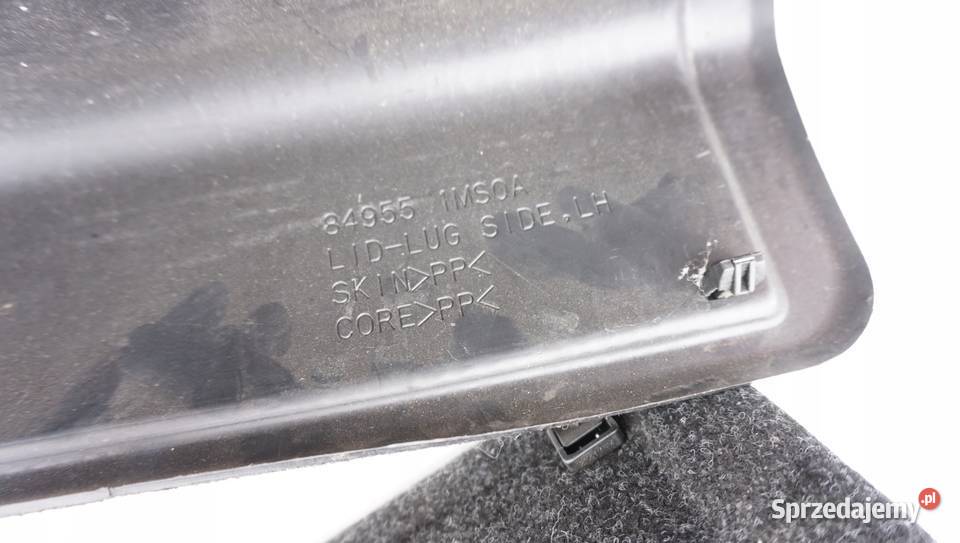 84955 1MS0A
LID-LUG SIDE,LH
SKIN>PP<
CORE>PP<
Sprzedajemy.pl